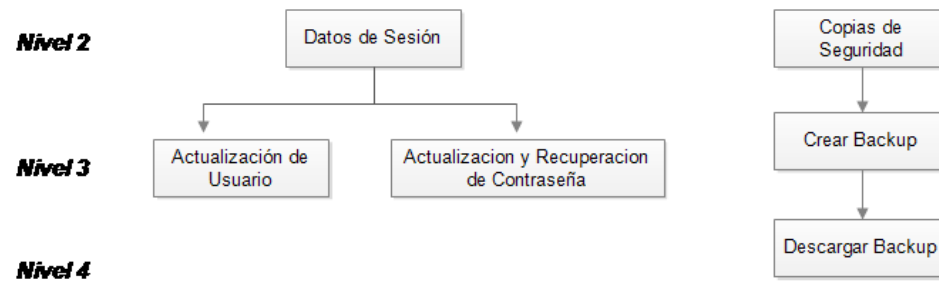 Nivel 2
Datos de Sesión
Copias de
Seguridad
Nivel 3
Actualización de
Usuario
Actualizacion y Recuperacion
de Contraseña
Crear Backup
Nivel 4
Descargar Backup